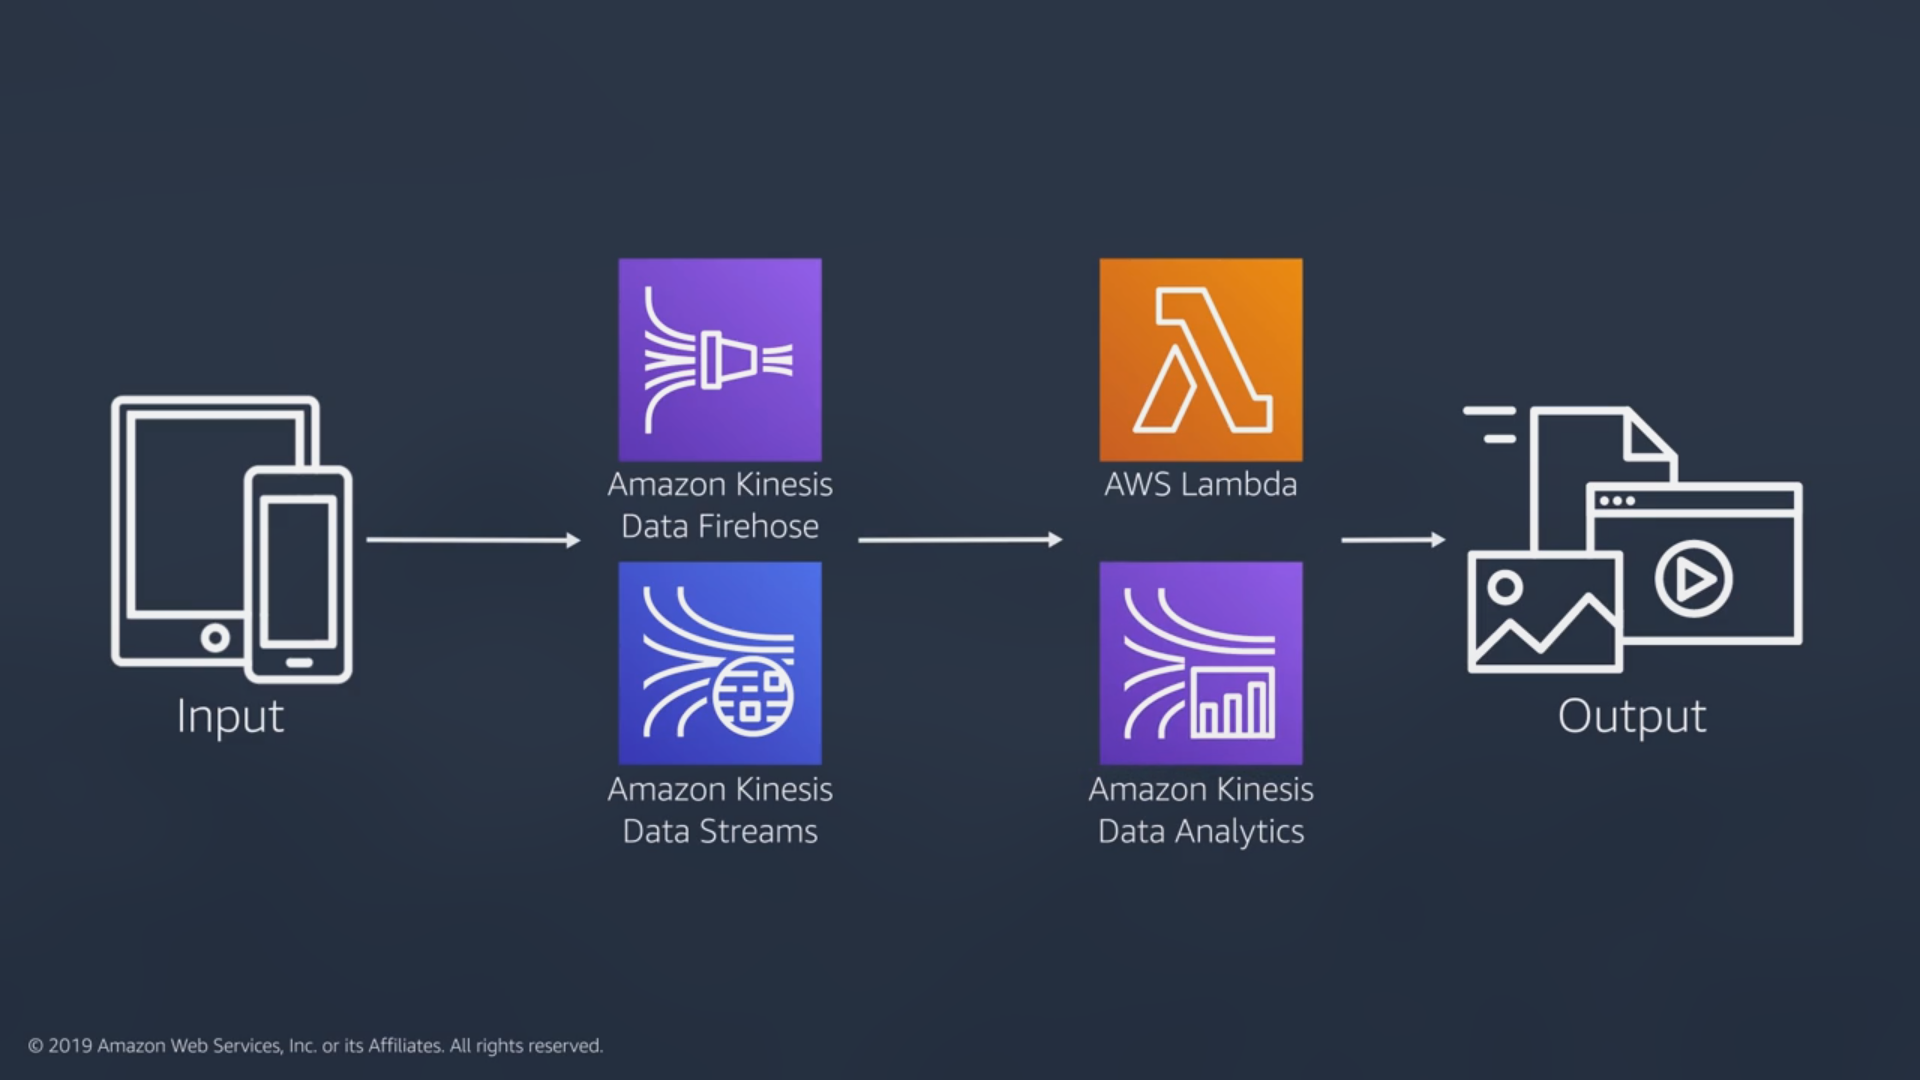 Input
Amazon Kinesis
Data Firehose
Amazon Kinesis
Data Streams
AWS Lambda
Amazon Kinesis
Data Analytics
Output
© 2019 Amazon Web Services, Inc. or its Affiliates. All rights reserved.